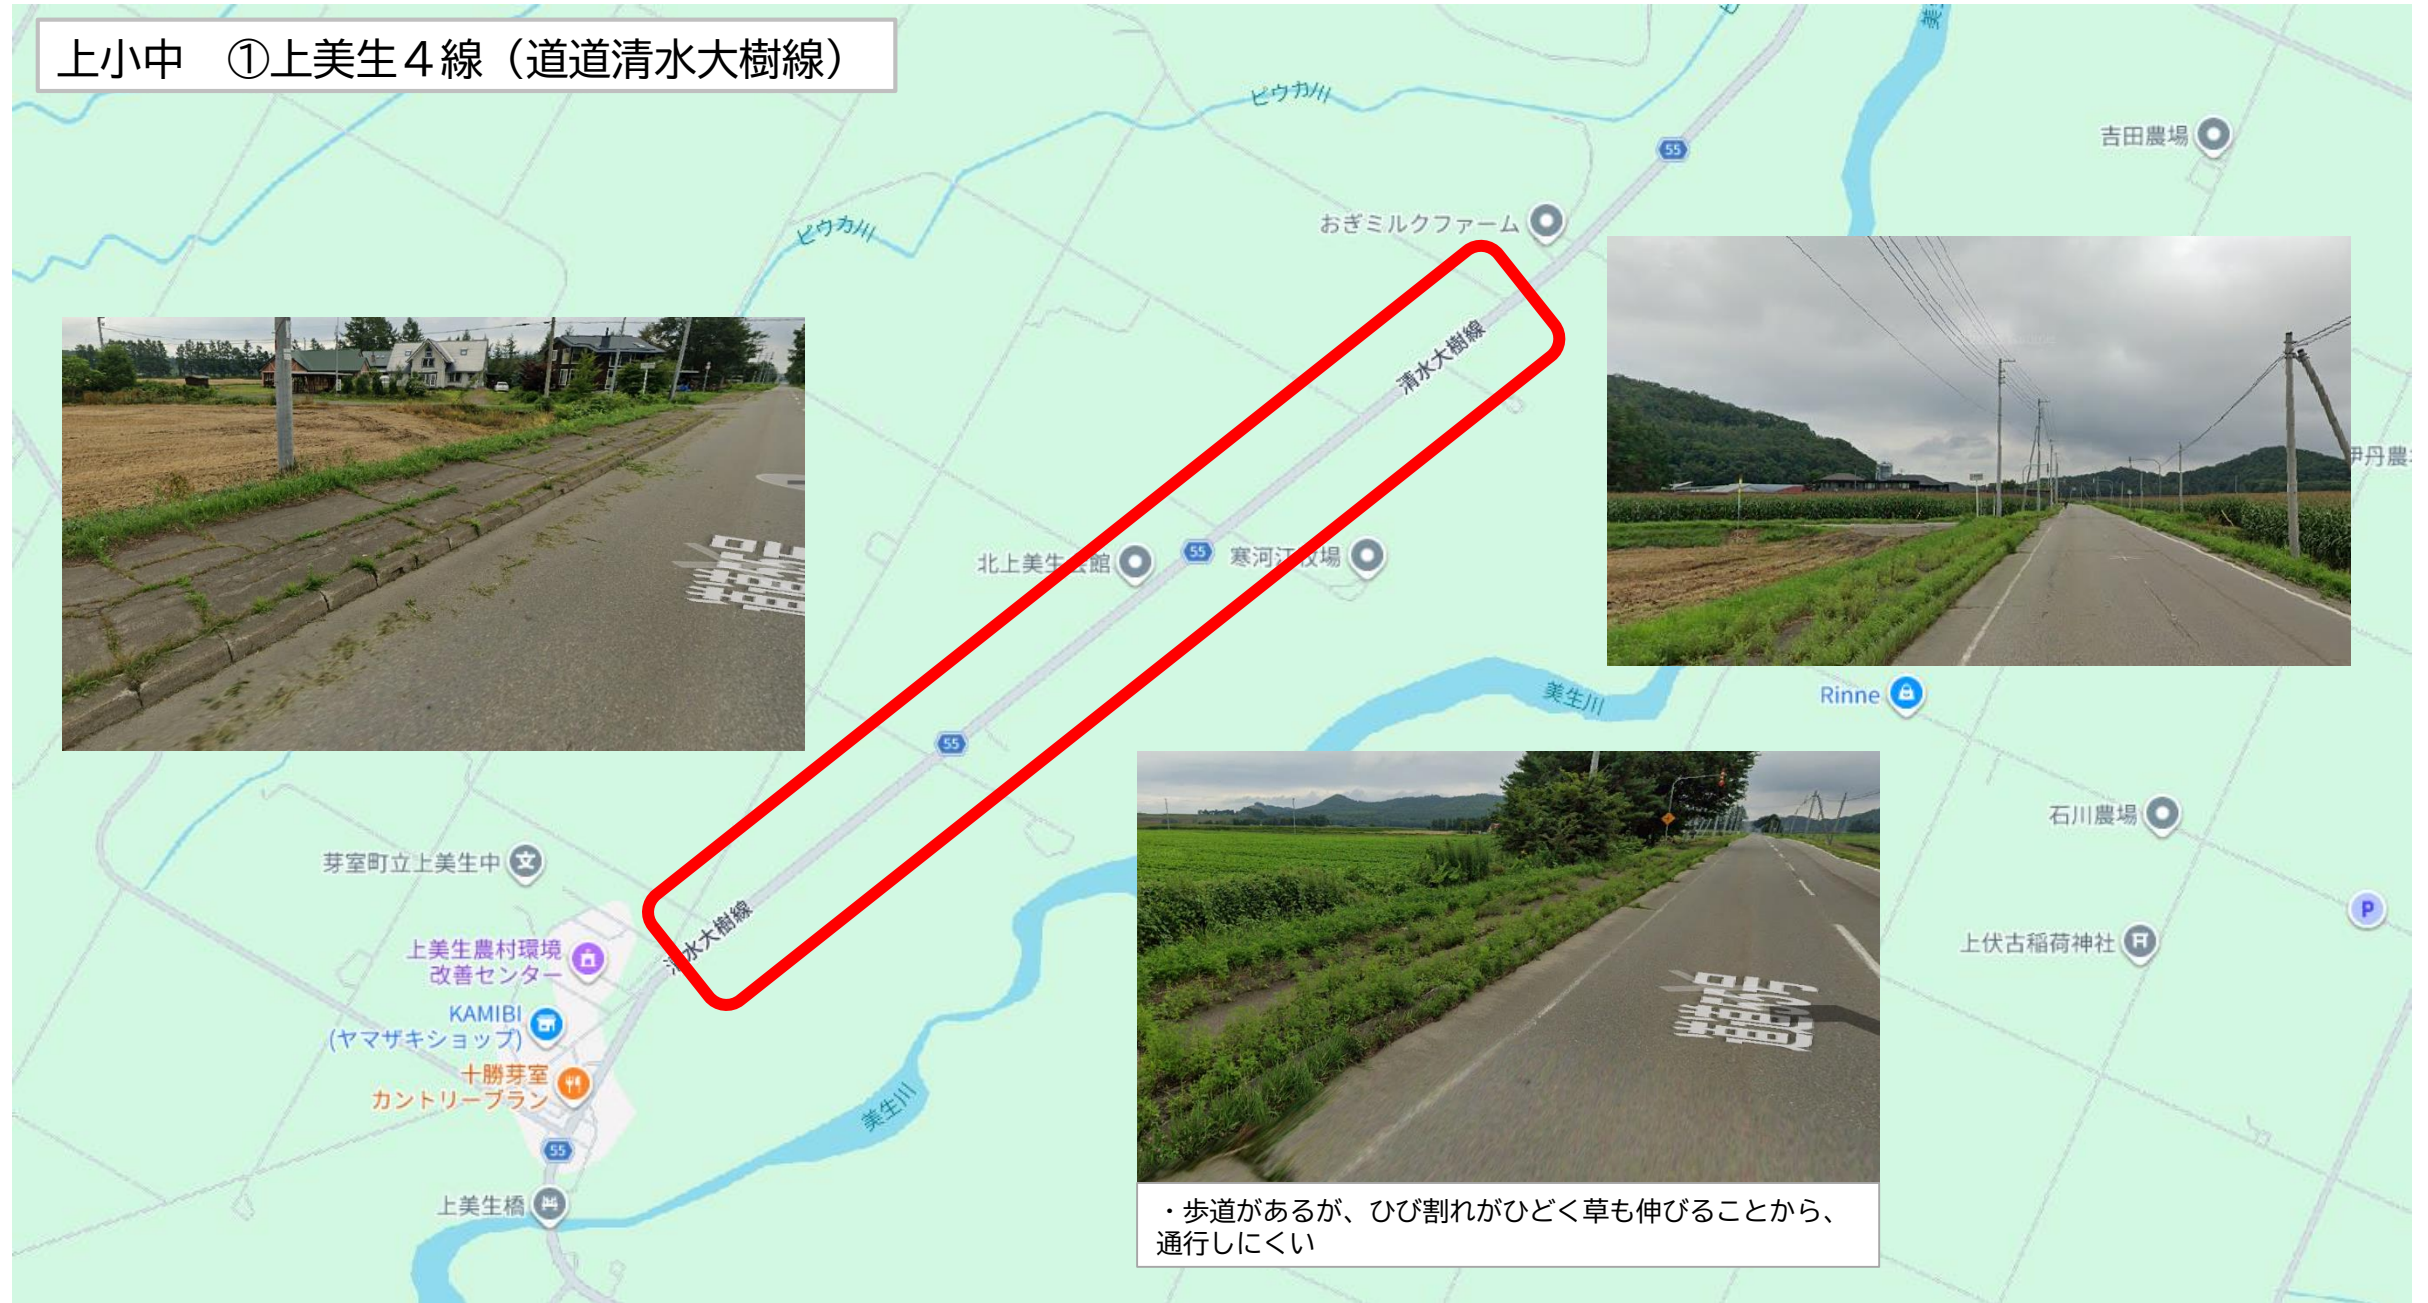 上小中　①上美生４線（道道清水大樹線）
ピウカ川
55
吉田農場
おぎミルクファーム
ピウカ川
清水大樹線
北上美生会館
55
寒河江牧場
美生川
Rinne
55
石川農場
芽室町立上美生中
P
清水大樹線
上美生農村環境
改善センター
上伏古稲荷神社
KAMIBI
(ヤマザキショップ)
十勝芽室
カントリーブラン
美生川
55
上美生橋
・歩道があるが、ひび割れがひどく草も伸びることから、
通行しにくい